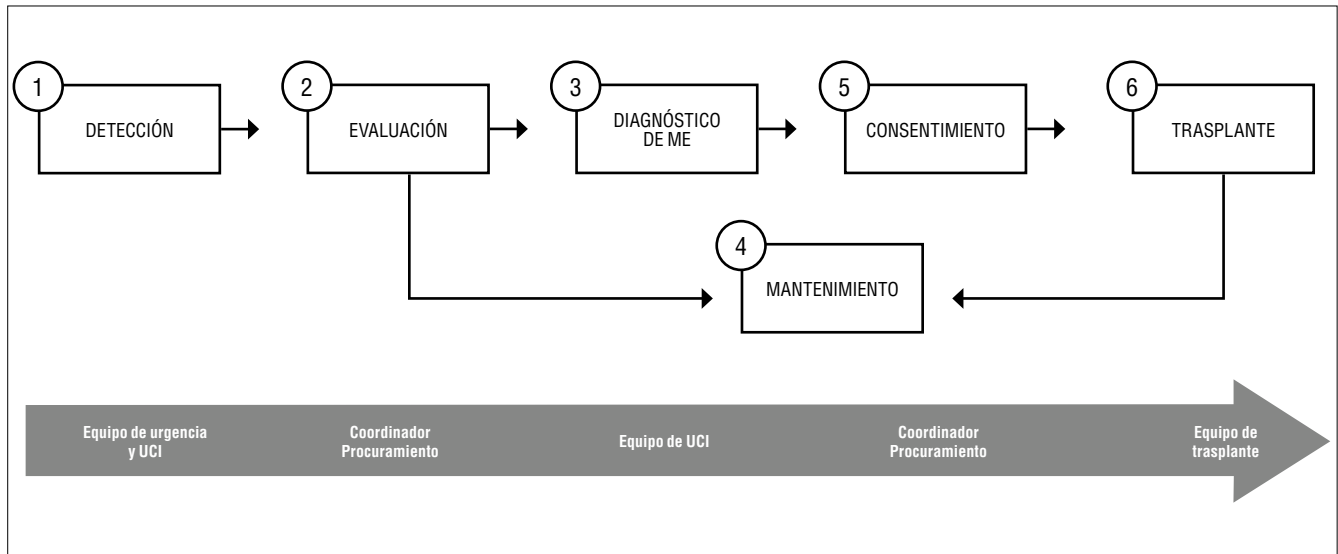 1
DETECCIÓN
2
EVALUACIÓN
3
DIAGNÓSTICO
DE ME
5
CONSENTIMIENTO
6
TRASPLANTE
4
MANTENIMIENTO
Equipo de urgencia
y UCI
Coordinador
Procuramiento
Equipo de UCI
Coordinador
Procuramiento
Equipo de
trasplante